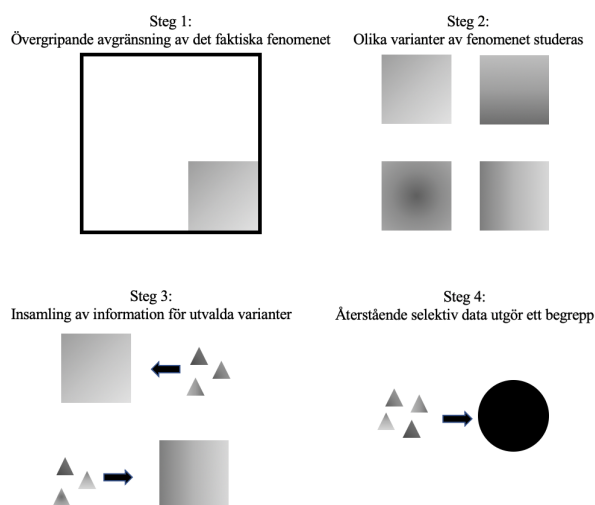 Steg 1:
Övergripande avgränsning av det faktiska fenomenet
Steg 2:
Olika varianter av fenomenet studeras
Steg 3:
Insamling av information för utvalda varianter
Steg 4:
Återstående selektiv data utgör ett begrepp